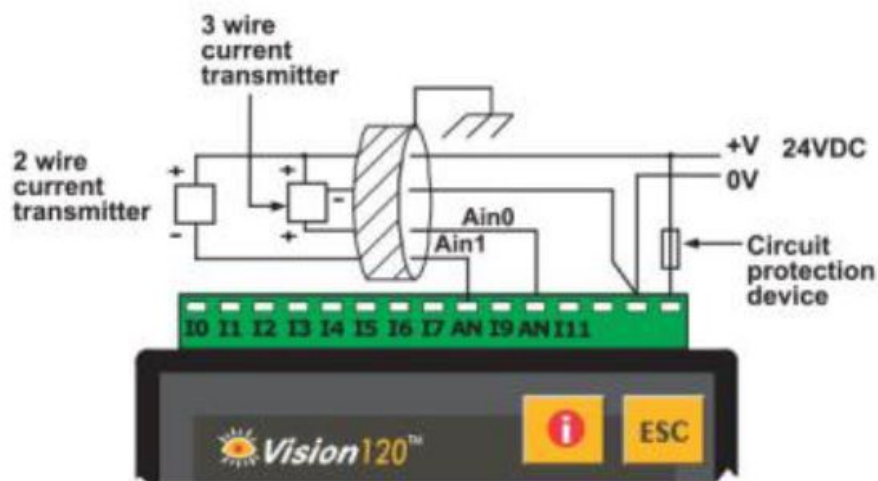 3 wire
current
transmitter
2 wire
current
transmitter
+
-
+
-
+
+V 24VDC
0V
Ain0
Ain1
Circuit
protection
device
I0 I1 I2 I3 I4 I5 I6 I7 AN I9 AN I11
Vision120™
i
ESC